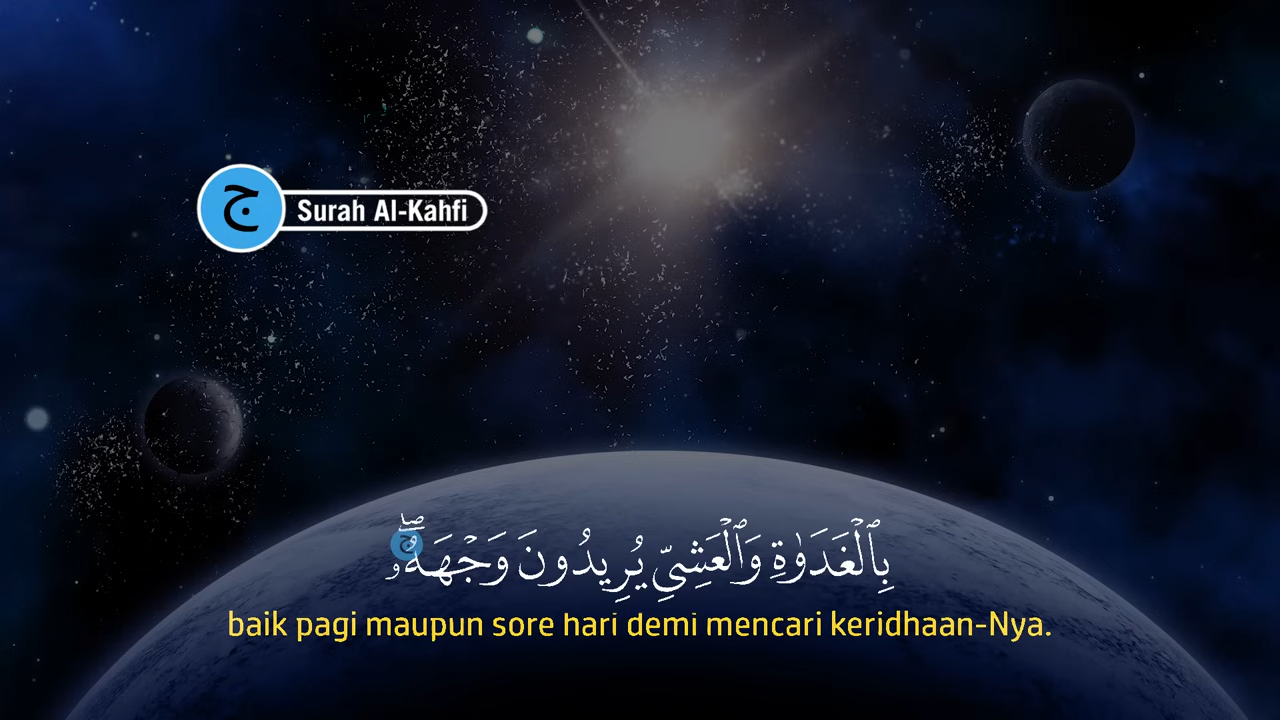 ج
Surah Al-Kahfi
بِٱلْغَدَوٰةِ وَٱلْعَشِىِّ يُرِيدُونَ وَجْهَهُۥ ۖ ج
baik pagi maupun sore hari demi mencari keridhaan-Nya.